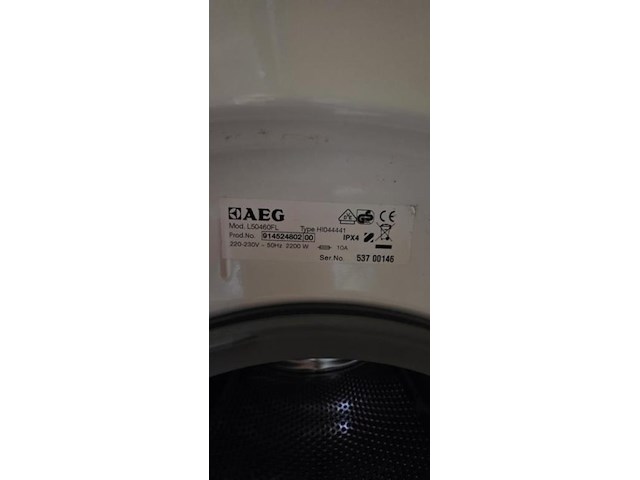 AEG
Mod. L50460FL Type HI044441
Prod.No. 914524802 00 IPX4
220-230V ~ 50Hz 2200 W 10A
Ser.No. 537 00146